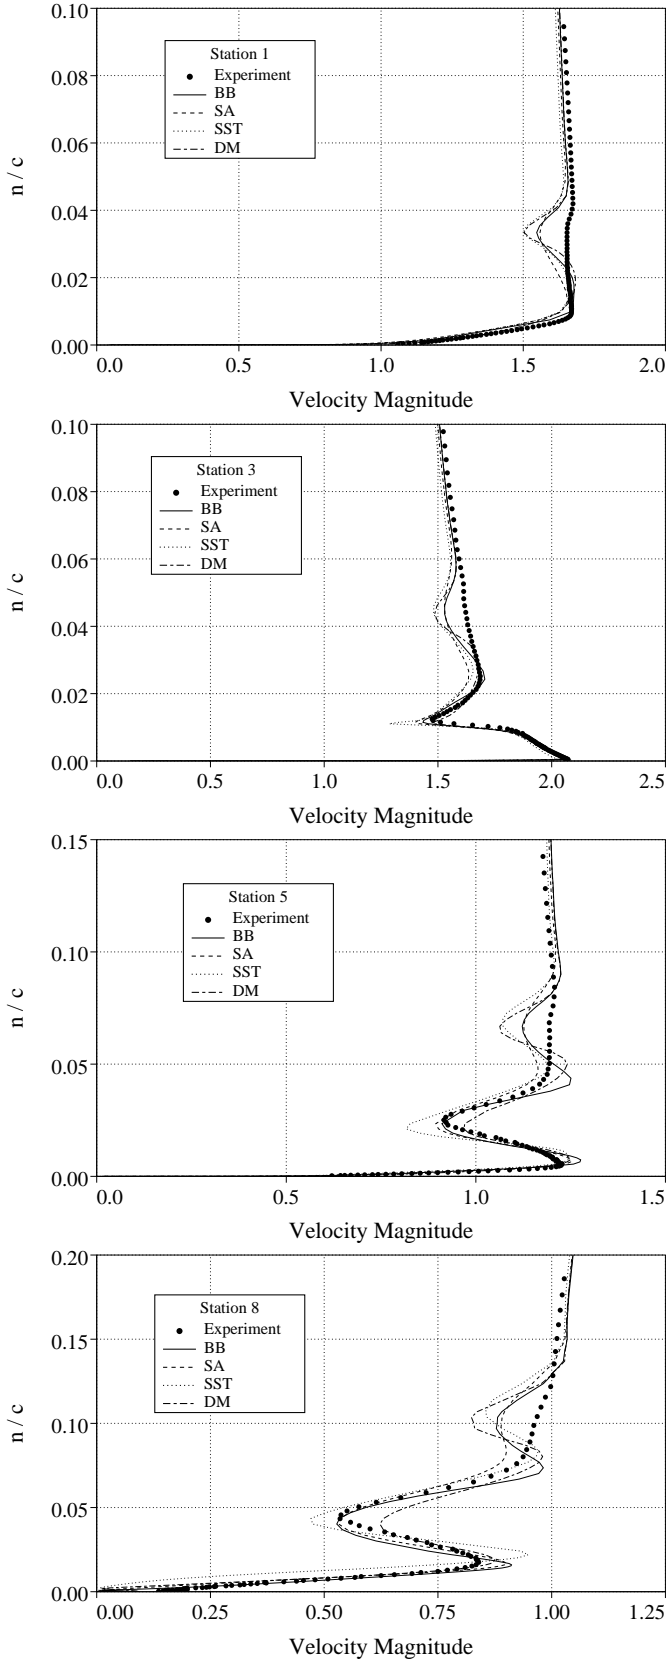 0.10
Station 1
Experiment
BB
SA
SST
DM
0.08
0.06
n / c
0.04
0.02
0.00
0.0 0.5 1.0 1.5 2.0
Velocity Magnitude
0.10
Station 3
Experiment
BB
SA
SST
DM
0.08
0.06
n / c
0.04
0.02
0.00
0.0 0.5 1.0 1.5 2.0 2.5
Velocity Magnitude
0.15
Station 5
Experiment
BB
SA
SST
DM
0.10
n / c
0.05
0.00
0.0 0.5 1.0 1.5
Velocity Magnitude
0.20
Station 8
Experiment
BB
SA
SST
DM
0.15
n / c
0.10
0.05
0.00
0.00 0.25 0.50 0.75 1.00 1.25
Velocity Magnitude